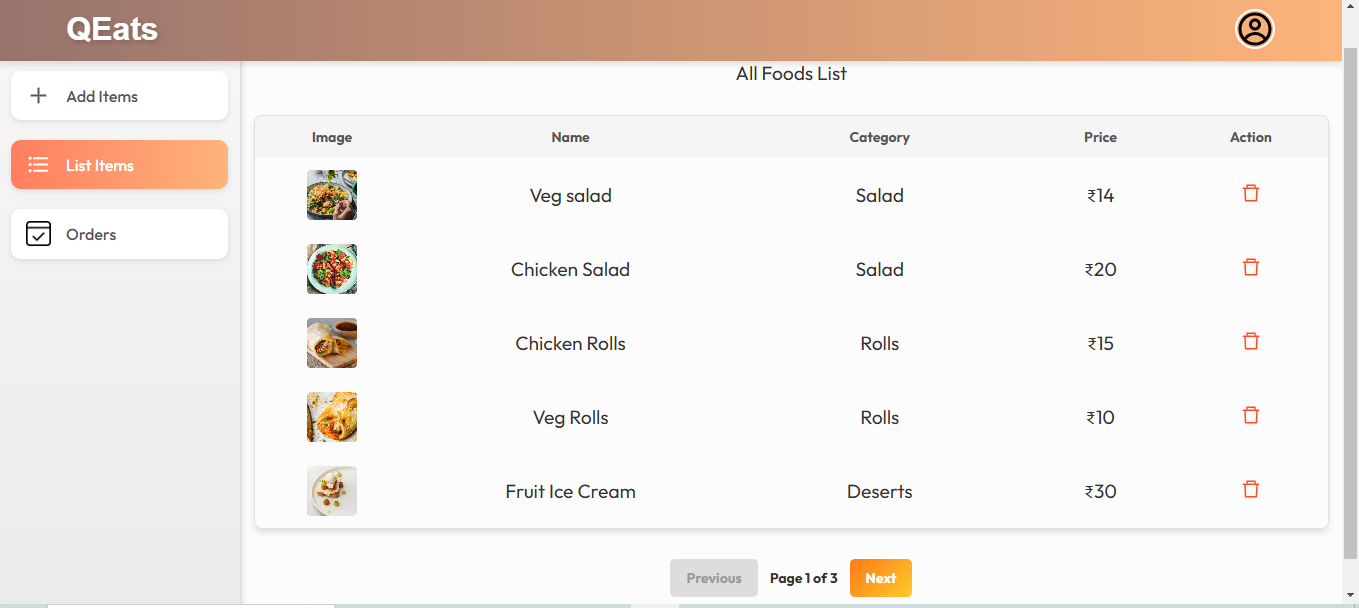 QEats
Add Items
List Items
Orders
All Foods List
Image Name Category Price Action
Veg salad Salad ₹14
Chicken Salad Salad ₹20
Chicken Rolls Rolls ₹15
Veg Rolls Rolls ₹10
Fruit Ice Cream Deserts ₹30
Previous Page 1 of 3 Next